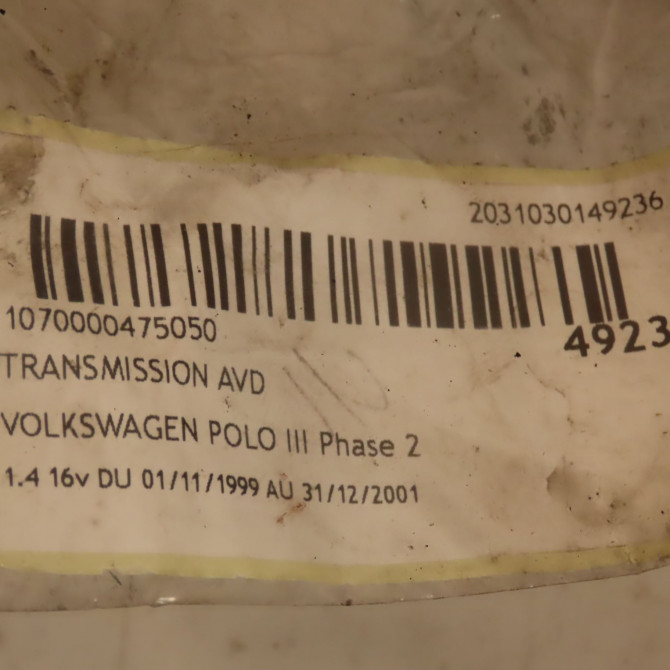 2031030149236
1070000475050
4923
TRANSMISSION AVD
VOLKSWAGEN POLO III Phase 2
1.4 16v DU 01/11/1999 AU 31/12/2001